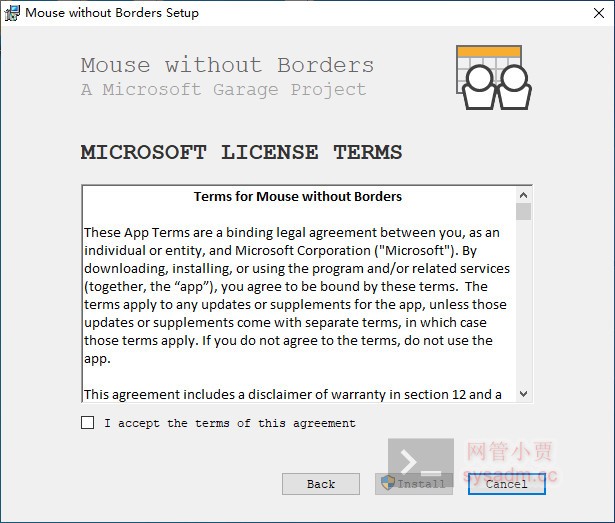 Mouse without Borders Setup
Mouse without Borders
A Microsoft Garage Project
MICROSOFT LICENSE TERMS
Terms for Mouse without Borders
These App Terms are a binding legal agreement between you, as an
individual or entity, and Microsoft Corporation ("Microsoft"). By
downloading, installing, or using the program and/or related services
(together, the “app”), you agree to be bound by these terms.  The
terms apply to any updates or supplements for the app, unless those
updates or supplements come with separate terms, in which case
those terms apply. If you do not agree to the terms, do not use the
app.
This agreement includes a disclaimer of warranty in section 12 and a
I accept the terms of this agreement
网管小贾
sysadm.cc
Back Install Cancel